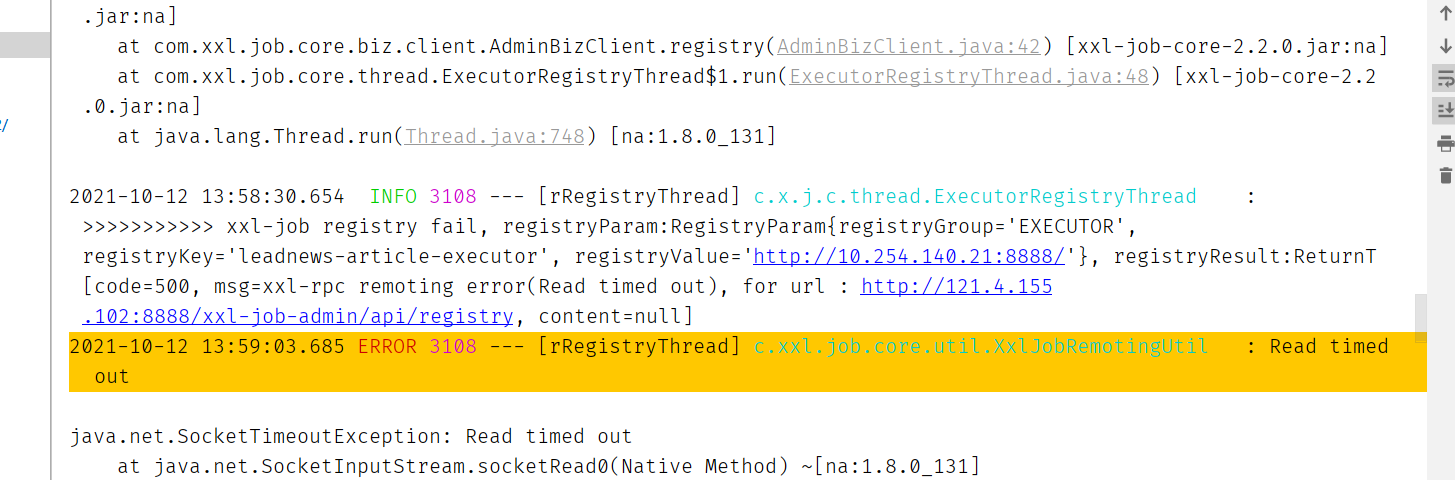 .jar:na]
at com.xxl.job.core.biz.client.AdminBizClient.registry(AdminBizClient.java:42) [xxl-job-core-2.2.0.jar:na]
at com.xxl.job.core.thread.ExecutorRegistryThread$1.run(ExecutorRegistryThread.java:48) [xxl-job-core-2.2
.0.jar:na]
at java.lang.Thread.run(Thread.java:748) [na:1.8.0_131]
2021-10-12 13:58:30.654  INFO 3108 --- [rRegistryThread] c.x.j.c.thread.ExecutorRegistryThread    :
>>>>>>>>>>> xxl-job registry fail, registryParam:RegistryParam{registryGroup='EXECUTOR',
registryKey='leadnews-article-executor', registryValue='http://10.254.140.21:8888/'}, registryResult:ReturnT
[code=500, msg=xxl-rpc remoting error(Read timed out), for url : http://121.4.155
.102:8888/xxl-job-admin/api/registry, content=null]
2021-10-12 13:59:03.685 ERROR 3108 --- [rRegistryThread] c.xxl.job.core.util.XxlJobRemotingUtil   : Read timed
out
java.net.SocketTimeoutException: Read timed out
at java.net.SocketInputStream.socketRead0(Native Method) ~[na:1.8.0_131]